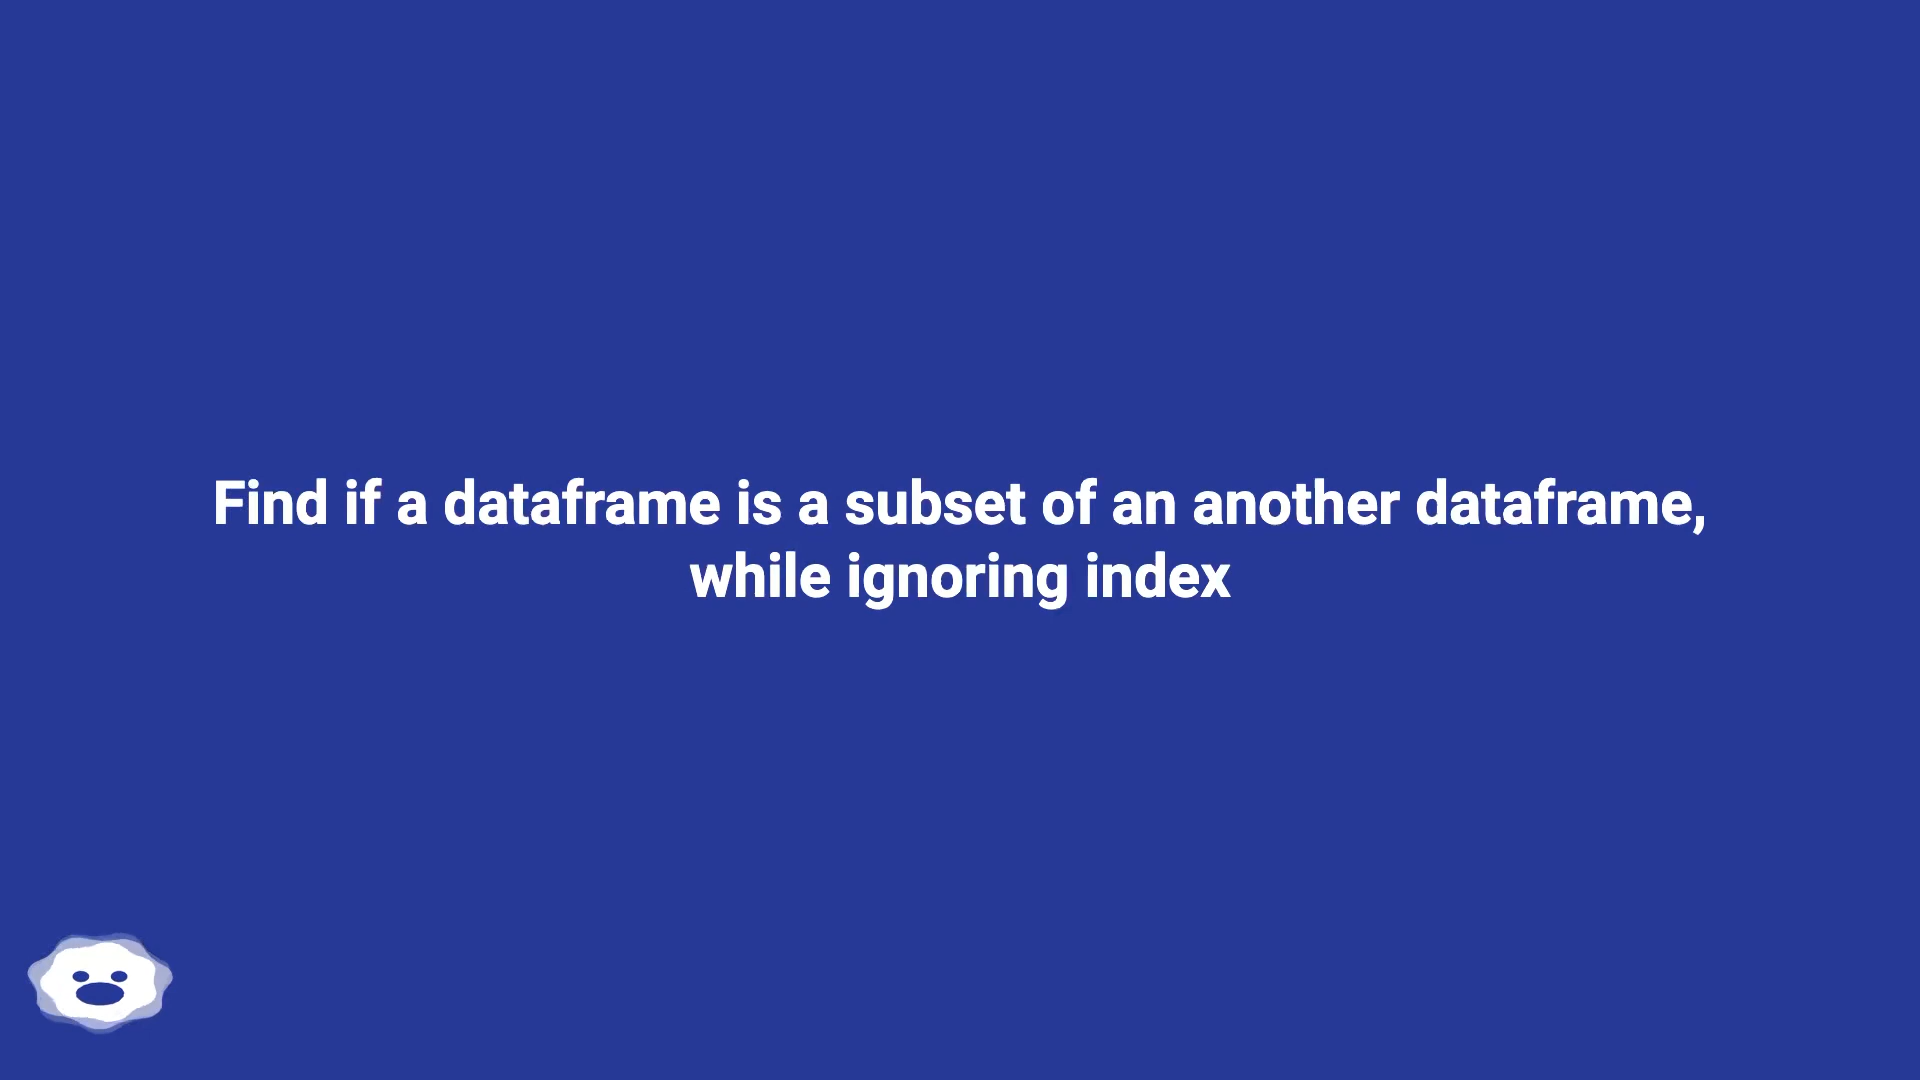 Find if a dataframe is a subset of an another dataframe,
while ignoring index